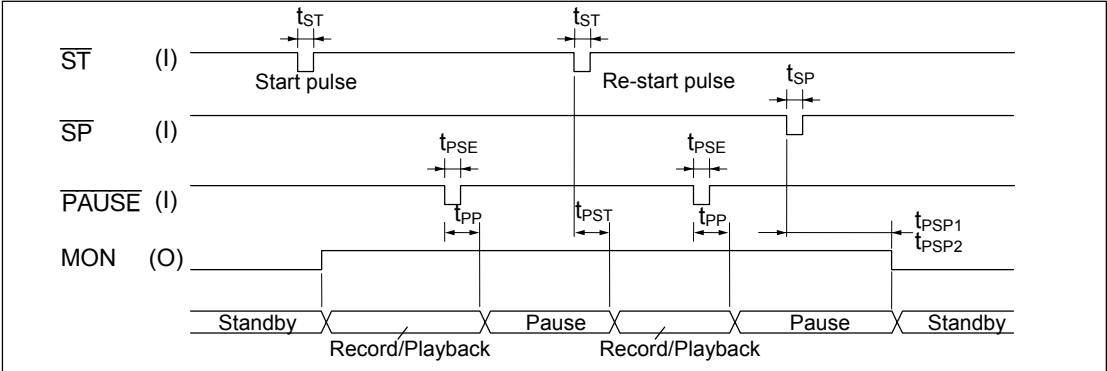 tST tST
ST (I)
Start pulse Re-start pulse
tSP
SP (I)
tPSE tPSE
PAUSE (I)
tPP tPST tPP tPSP1
tPSP2
MON (O)
Standby Pause Pause Standby
Record/Playback Record/Playback